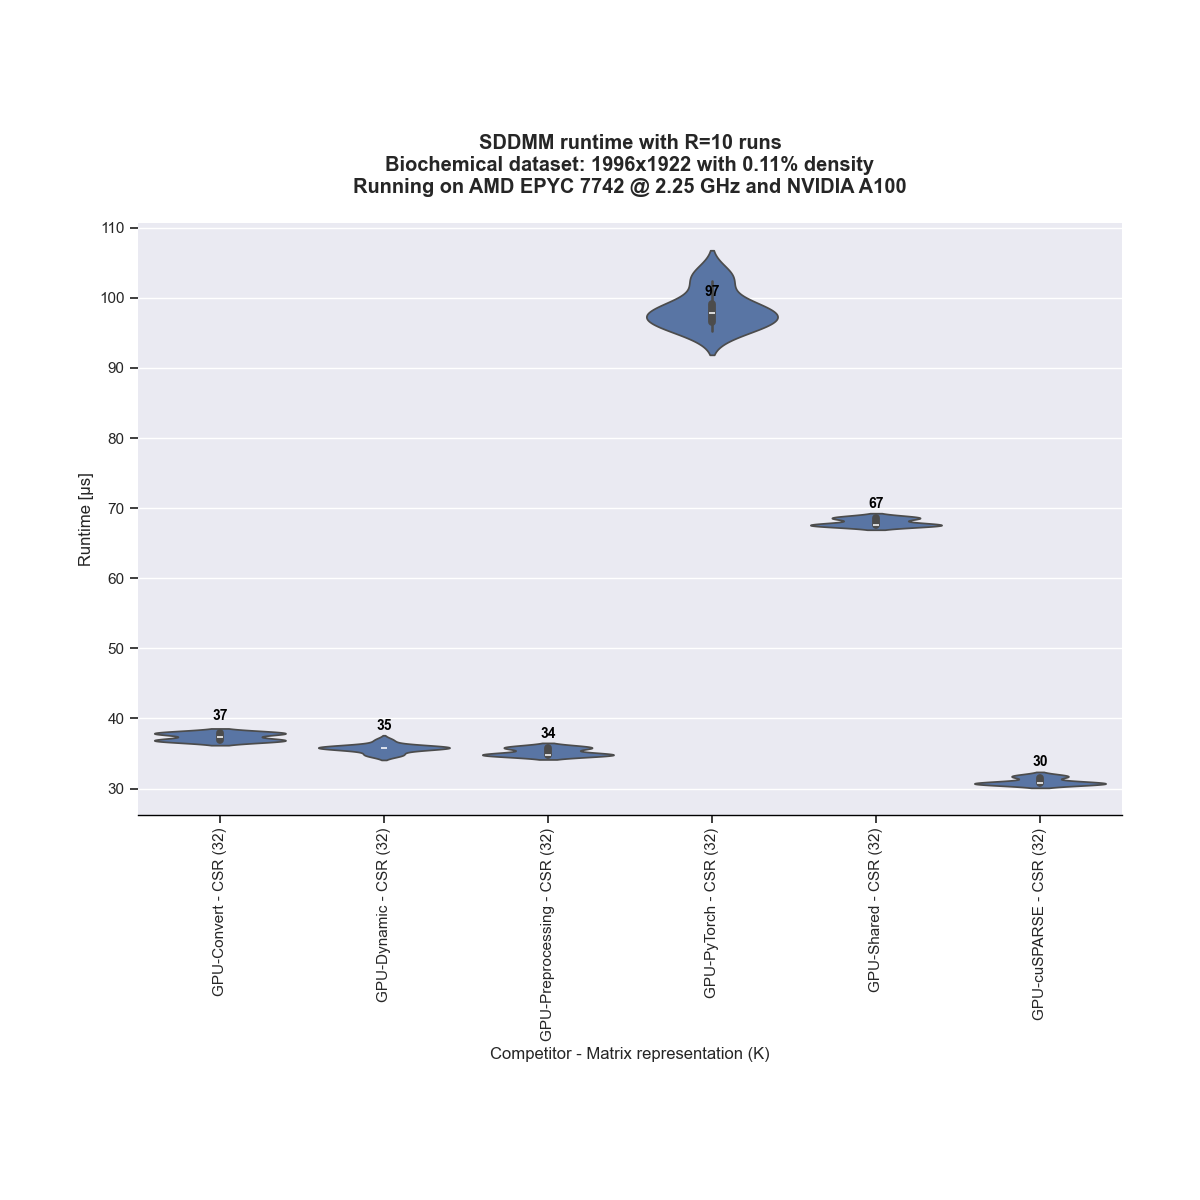 SDDMM runtime with R=10 runs
Biochemical dataset: 1996x1922 with 0.11% density
Running on AMD EPYC 7742 @ 2.25 GHz and NVIDIA A100
Runtime [μs]
110
100
90
80
70
60
50
40
30
37
35
34
97
67
30
GPU-Convert - CSR (32)
GPU-Dynamic - CSR (32)
GPU-Preprocessing - CSR (32)
GPU-PyTorch - CSR (32)
GPU-Shared - CSR (32)
GPU-cuSPARSE - CSR (32)
Competitor - Matrix representation (K)